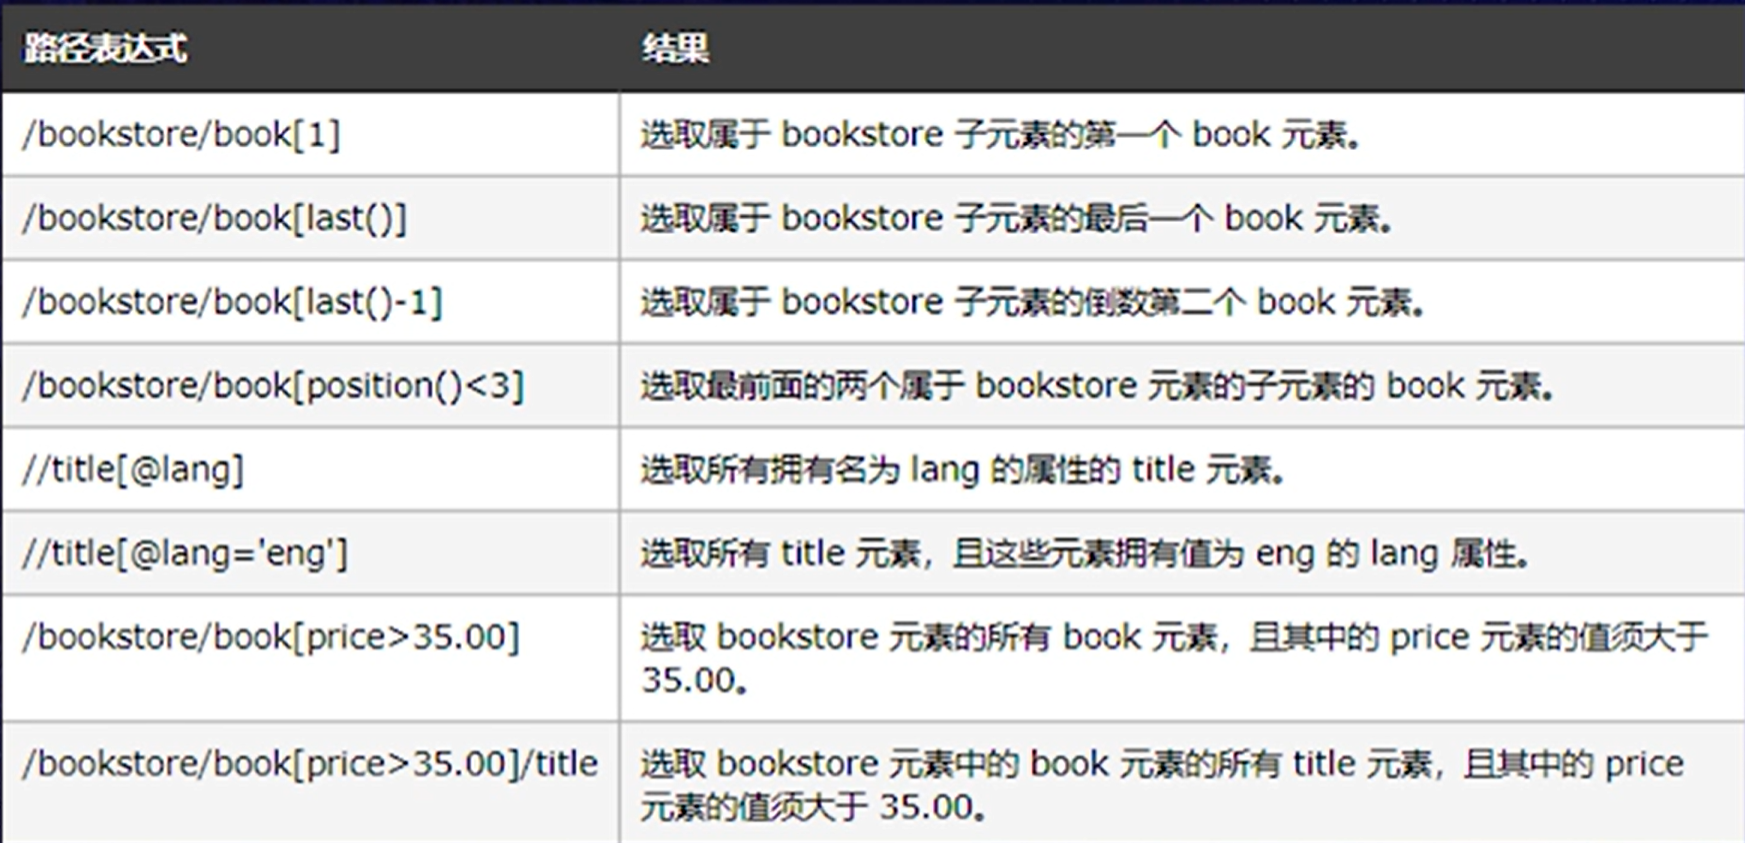 路径表达式 结果
/bookstore/book[1] 选取属于 bookstore 子元素的第一个 book 元素。
/bookstore/book[last()] 选取属于 bookstore 子元素的最后一个 book 元素。
/bookstore/book[last()-1] 选取属于 bookstore 子元素的倒数第二个 book 元素。
/bookstore/book[position()<3] 选取最前面的两个属于 bookstore 元素的子元素的 book 元素。
//title[@lang] 选取所有拥有名为 lang 的属性的 title 元素。
//title[@lang='eng'] 选取所有 title 元素，且这些元素拥有值为 eng 的 lang 属性。
/bookstore/book[price>35.00] 选取 bookstore 元素的所有 book 元素，且其中的 price 元素的值须大于
35.00。
/bookstore/book[price>35.00]/title 选取 bookstore 元素中的 book 元素的所有 title 元素，且其中的 price
元素的值须大于 35.00。